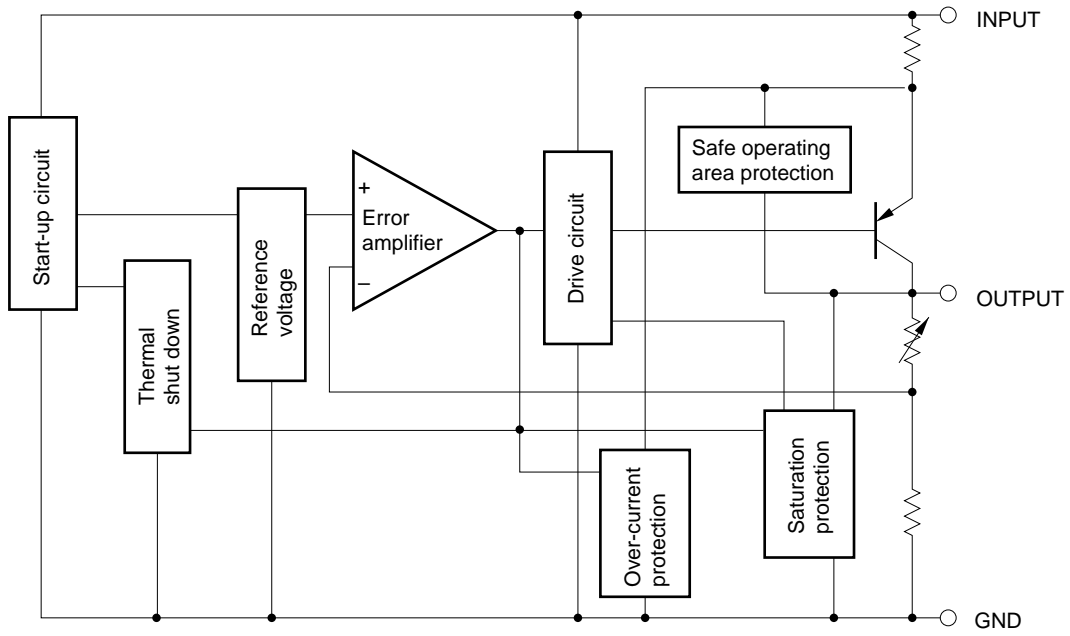 INPUT
Start-up circuit
Safe operating
area protection
+
Error
amplifier
–
Drive circuit
Reference
voltage
Thermal
shut down
OUTPUT
Over-current
protection
Saturation
protection
GND